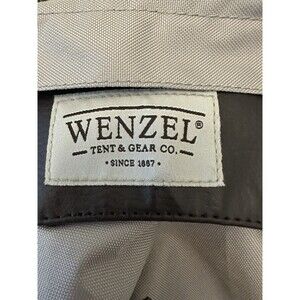 WENZEL®
TENT & GEAR CO.
• SINCE 1887 •